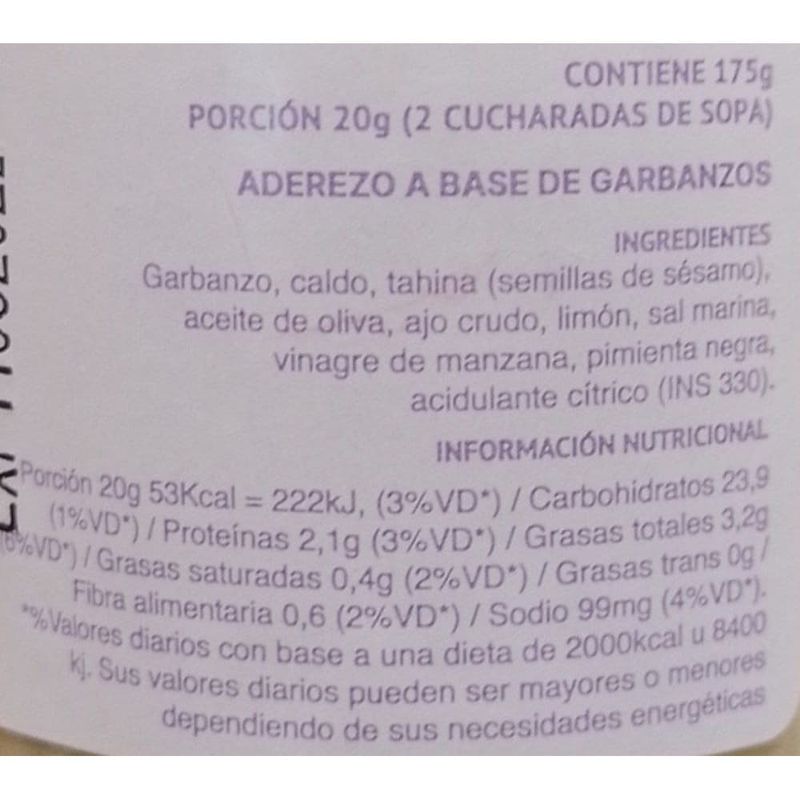 CONTIENE 175g
PORCIÓN 20g (2 CUCHARADAS DE SOPA)
ADEREZO A BASE DE GARBANZOS
INGREDIENTES
Garbanzo, caldo, tahina (semillas de sésamo),
aceite de oliva, ajo crudo, limón, sal marina,
vinagre de manzana, pimienta negra,
acidulante cítrico (INS 330).
INFORMACIÓN NUTRICIONAL
Porción 20g 53Kcal = 222kJ, (3%VD*) / Carbohidratos 23,9
(1%VD*) / Proteínas 2,1g (3%VD*) / Grasas totales 3,2g
(6%VD*) / Grasas saturadas 0,4g (2%VD*) / Grasas trans 0g /
Fibra alimentaria 0,6 (2%VD*) / Sodio 99mg (4%VD*).
*%Valores diarios con base a una dieta de 2000kcal u 8400
kj. Sus valores diarios pueden ser mayores o menores
dependiendo de sus necesidades energéticas